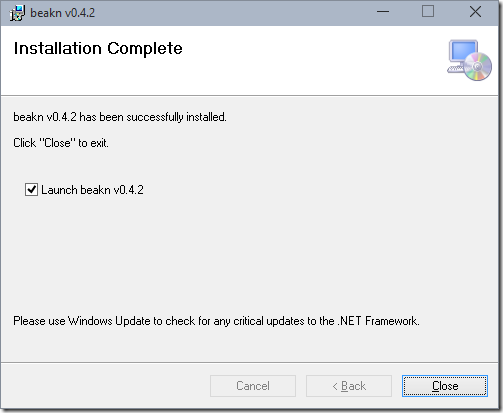 beakn v0.4.2
Installation Complete
beakn v0.4.2 has been successfully installed.
Click "Close" to exit.
Launch beakn v0.4.2
Please use Windows Update to check for any critical updates to the .NET Framework.
Cancel
< Back
Close